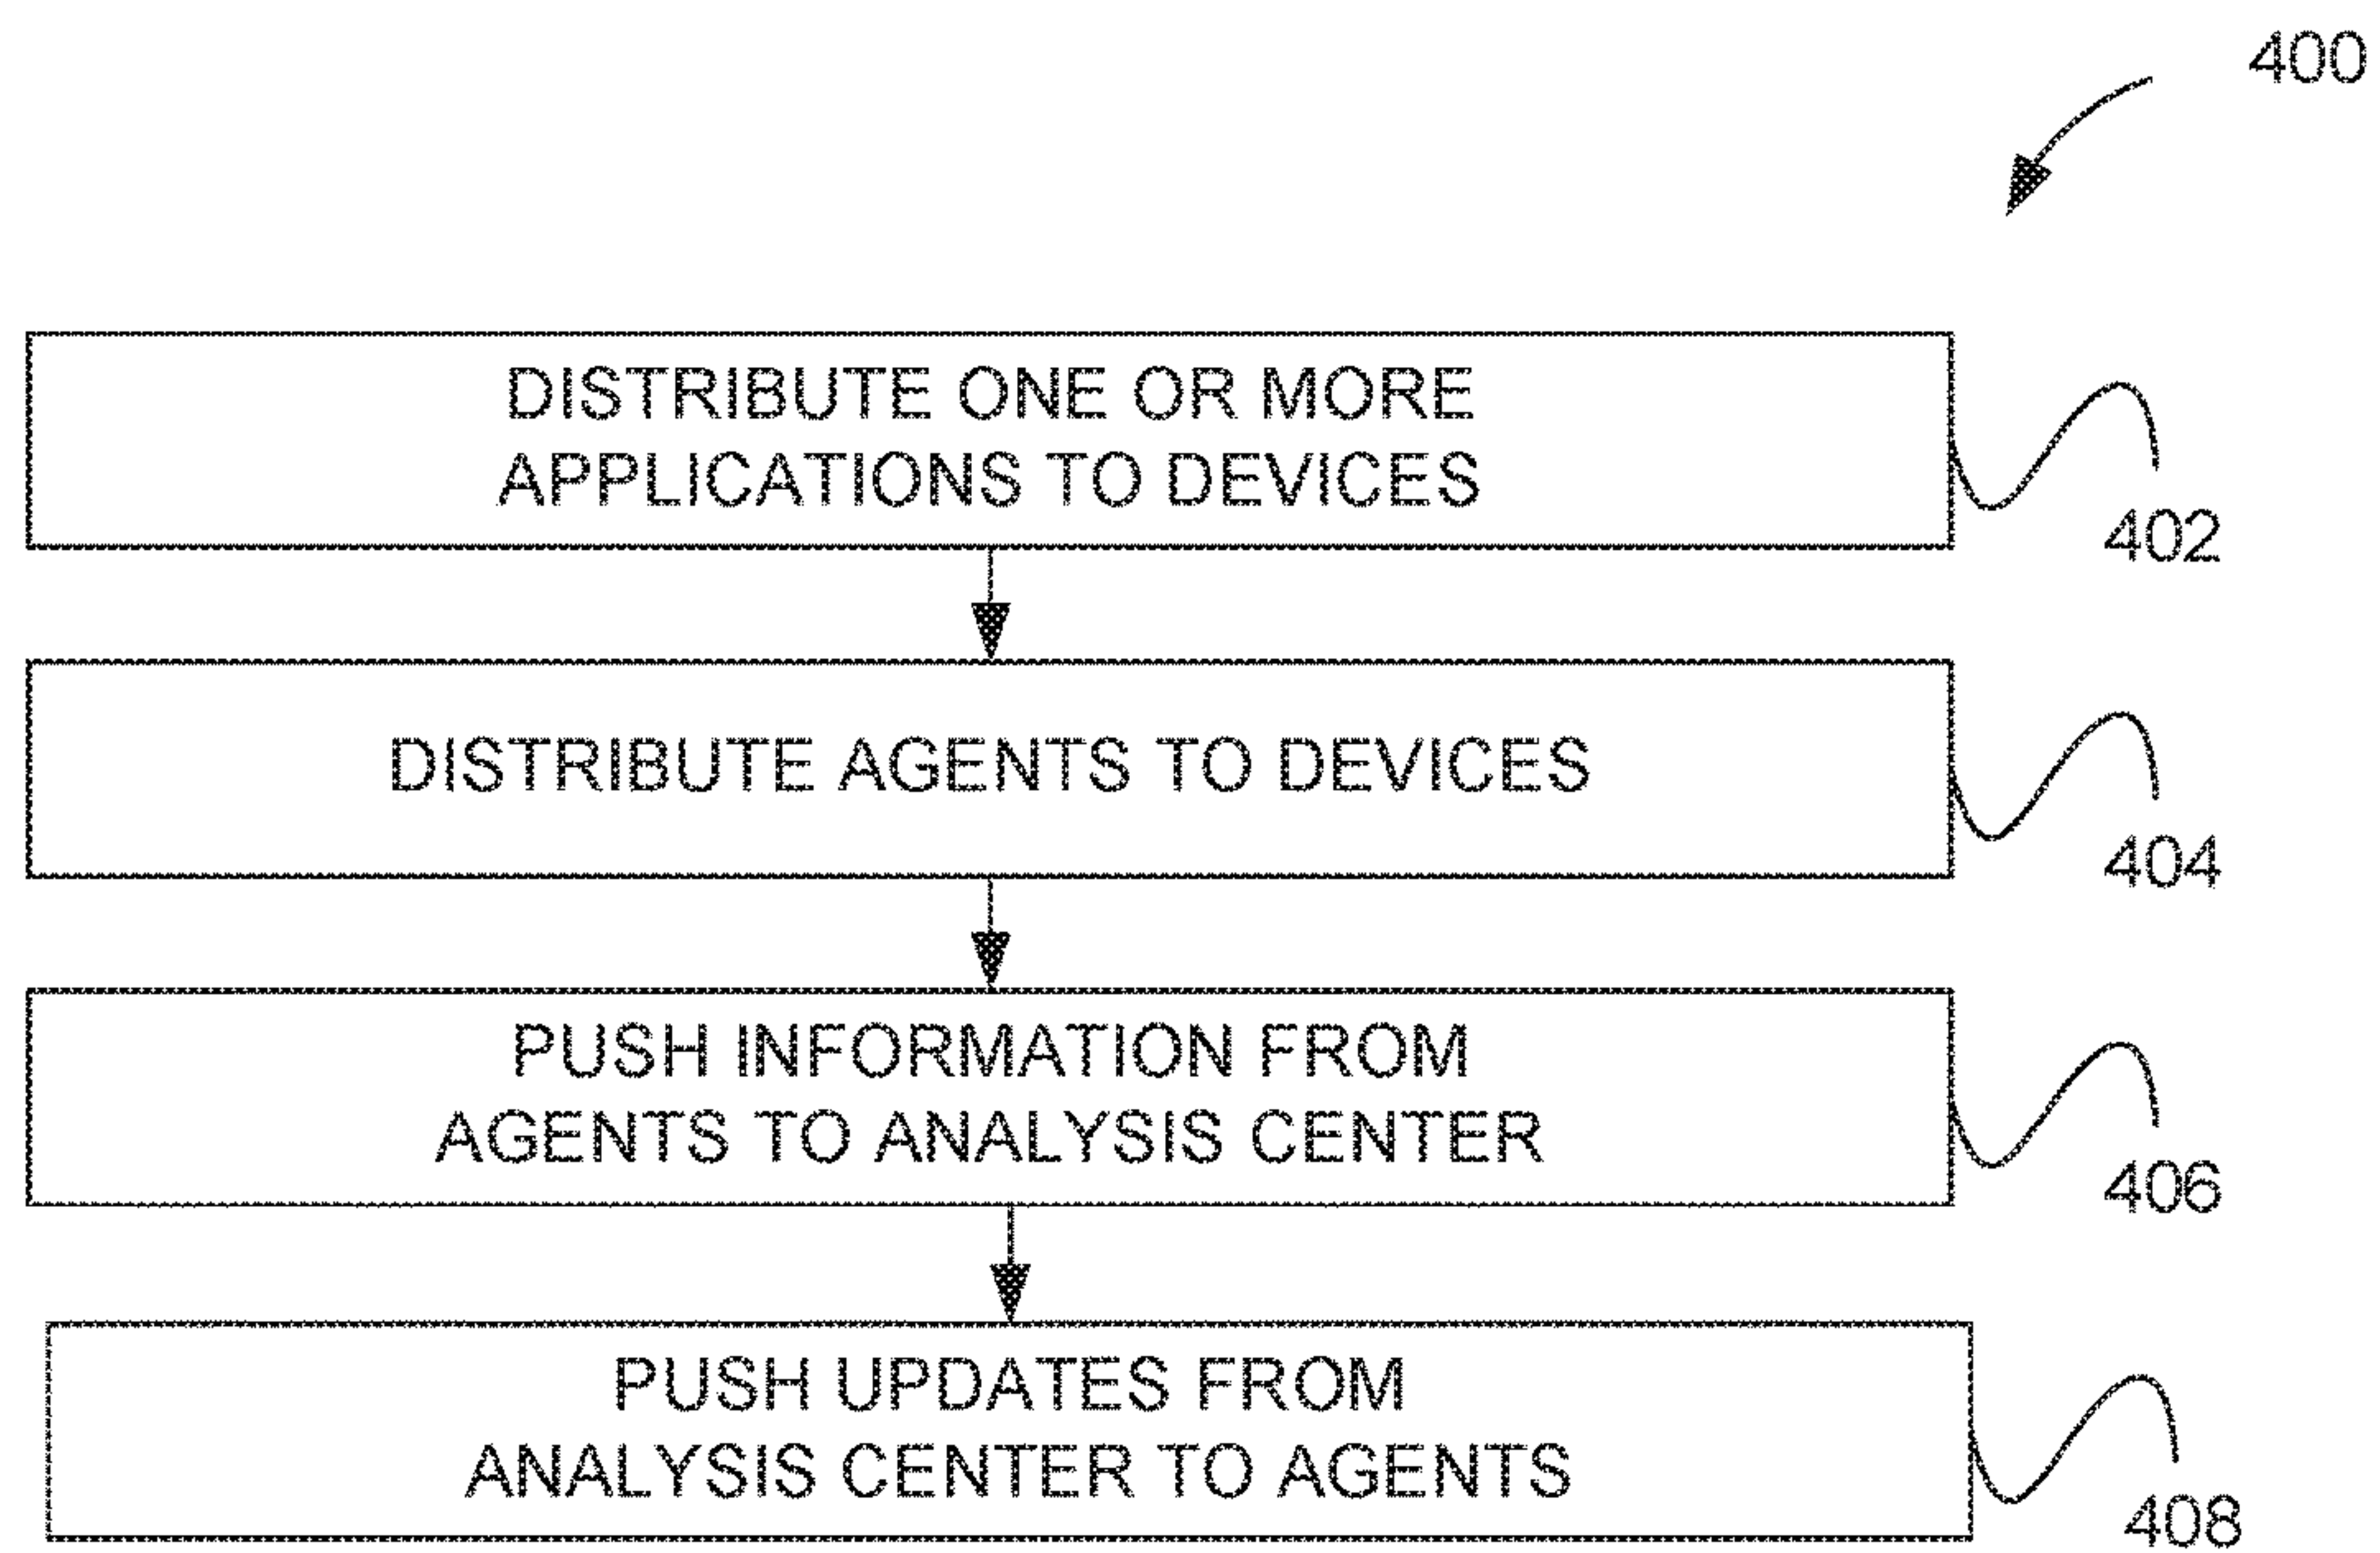 400
DISTRIBUTE ONE OR MORE
APPLICATIONS TO DEVICES
402
DISTRIBUTE AGENTS TO DEVICES
404
PUSH INFORMATION FROM
AGENTS TO ANALYSIS CENTER
406
PUSH UPDATES FROM
ANALYSIS CENTER TO AGENTS
408